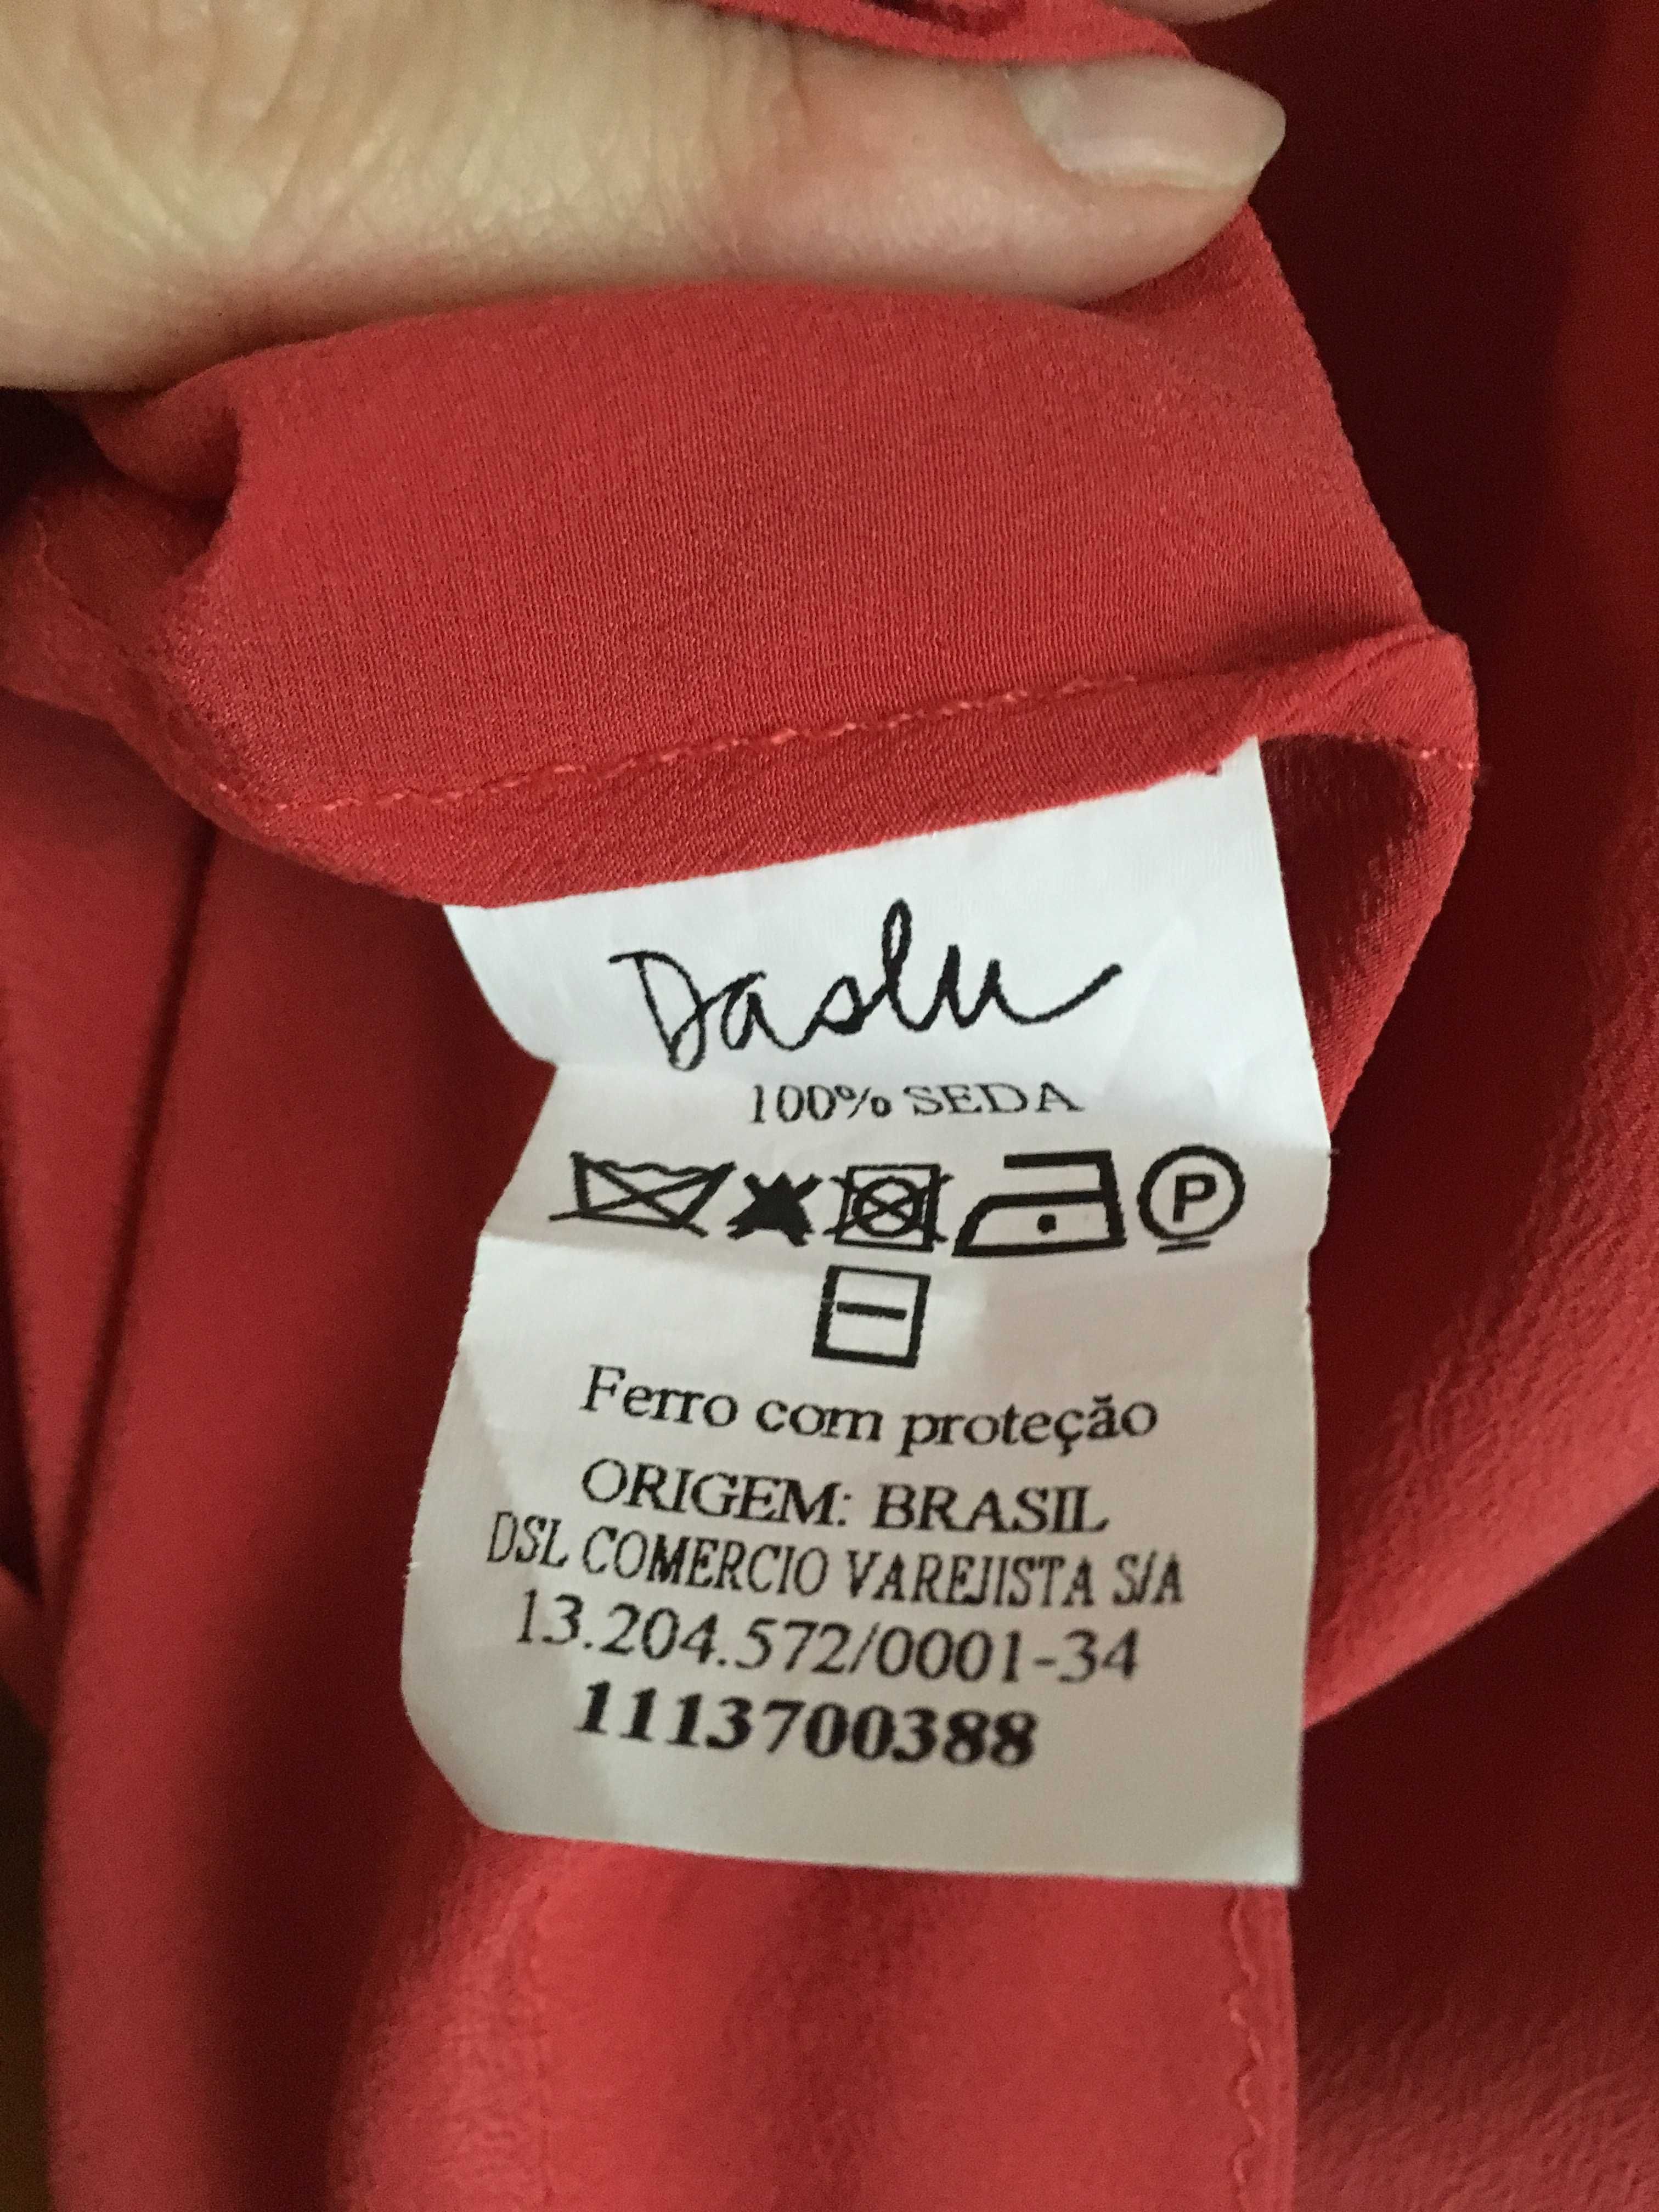 Daslu
100% SEDA
P
Ferro com proteção
ORIGEM: BRASIL
DSL COMERCIO VAREJISTA S/A
13.204.572/0001-34
1113700388